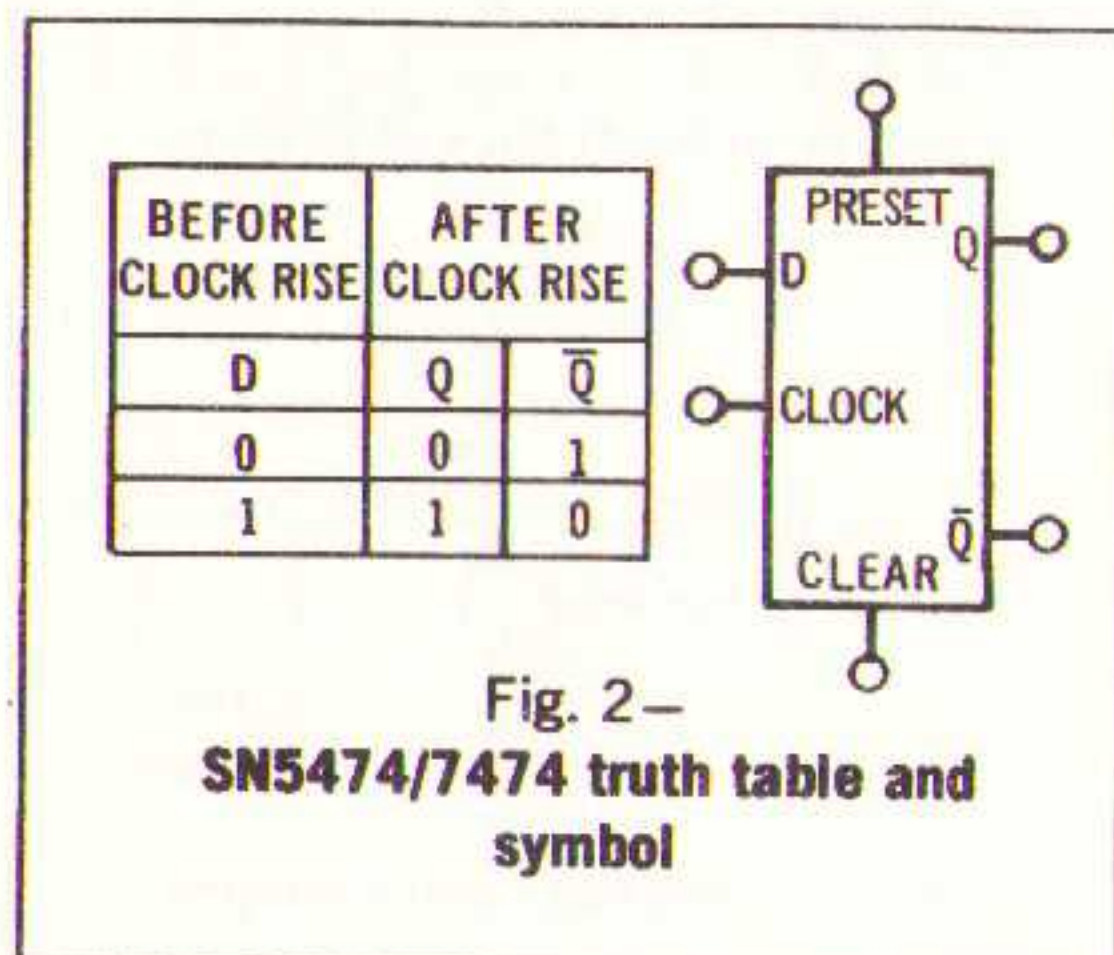 BEFORE CLOCK RISE | AFTER CLOCK RISE
D | Q | Q̅
0 | 0 | 1
1 | 1 | 0
PRESET
D Q
CLOCK
Q̅
CLEAR
Fig. 2—
SN5474/7474 truth table and
symbol